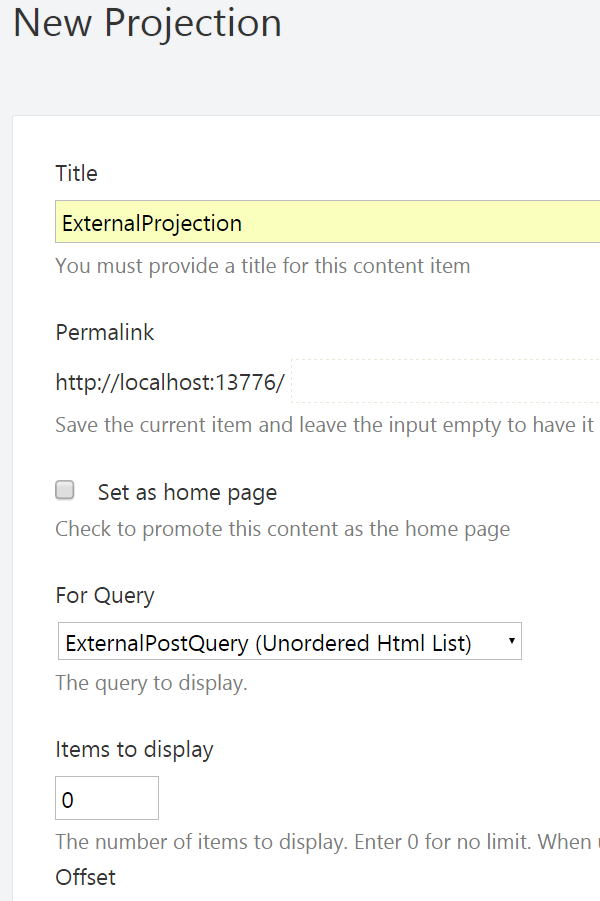 New Projection
Title
ExternalProjection
You must provide a title for this content item
Permalink
http://localhost:13776/
Save the current item and leave the input empty to have it
Set as home page
Check to promote this content as the home page
For Query
ExternalPostQuery (Unordered Html List)
The query to display.
Items to display
0
The number of items to display. Enter 0 for no limit. When
Offset